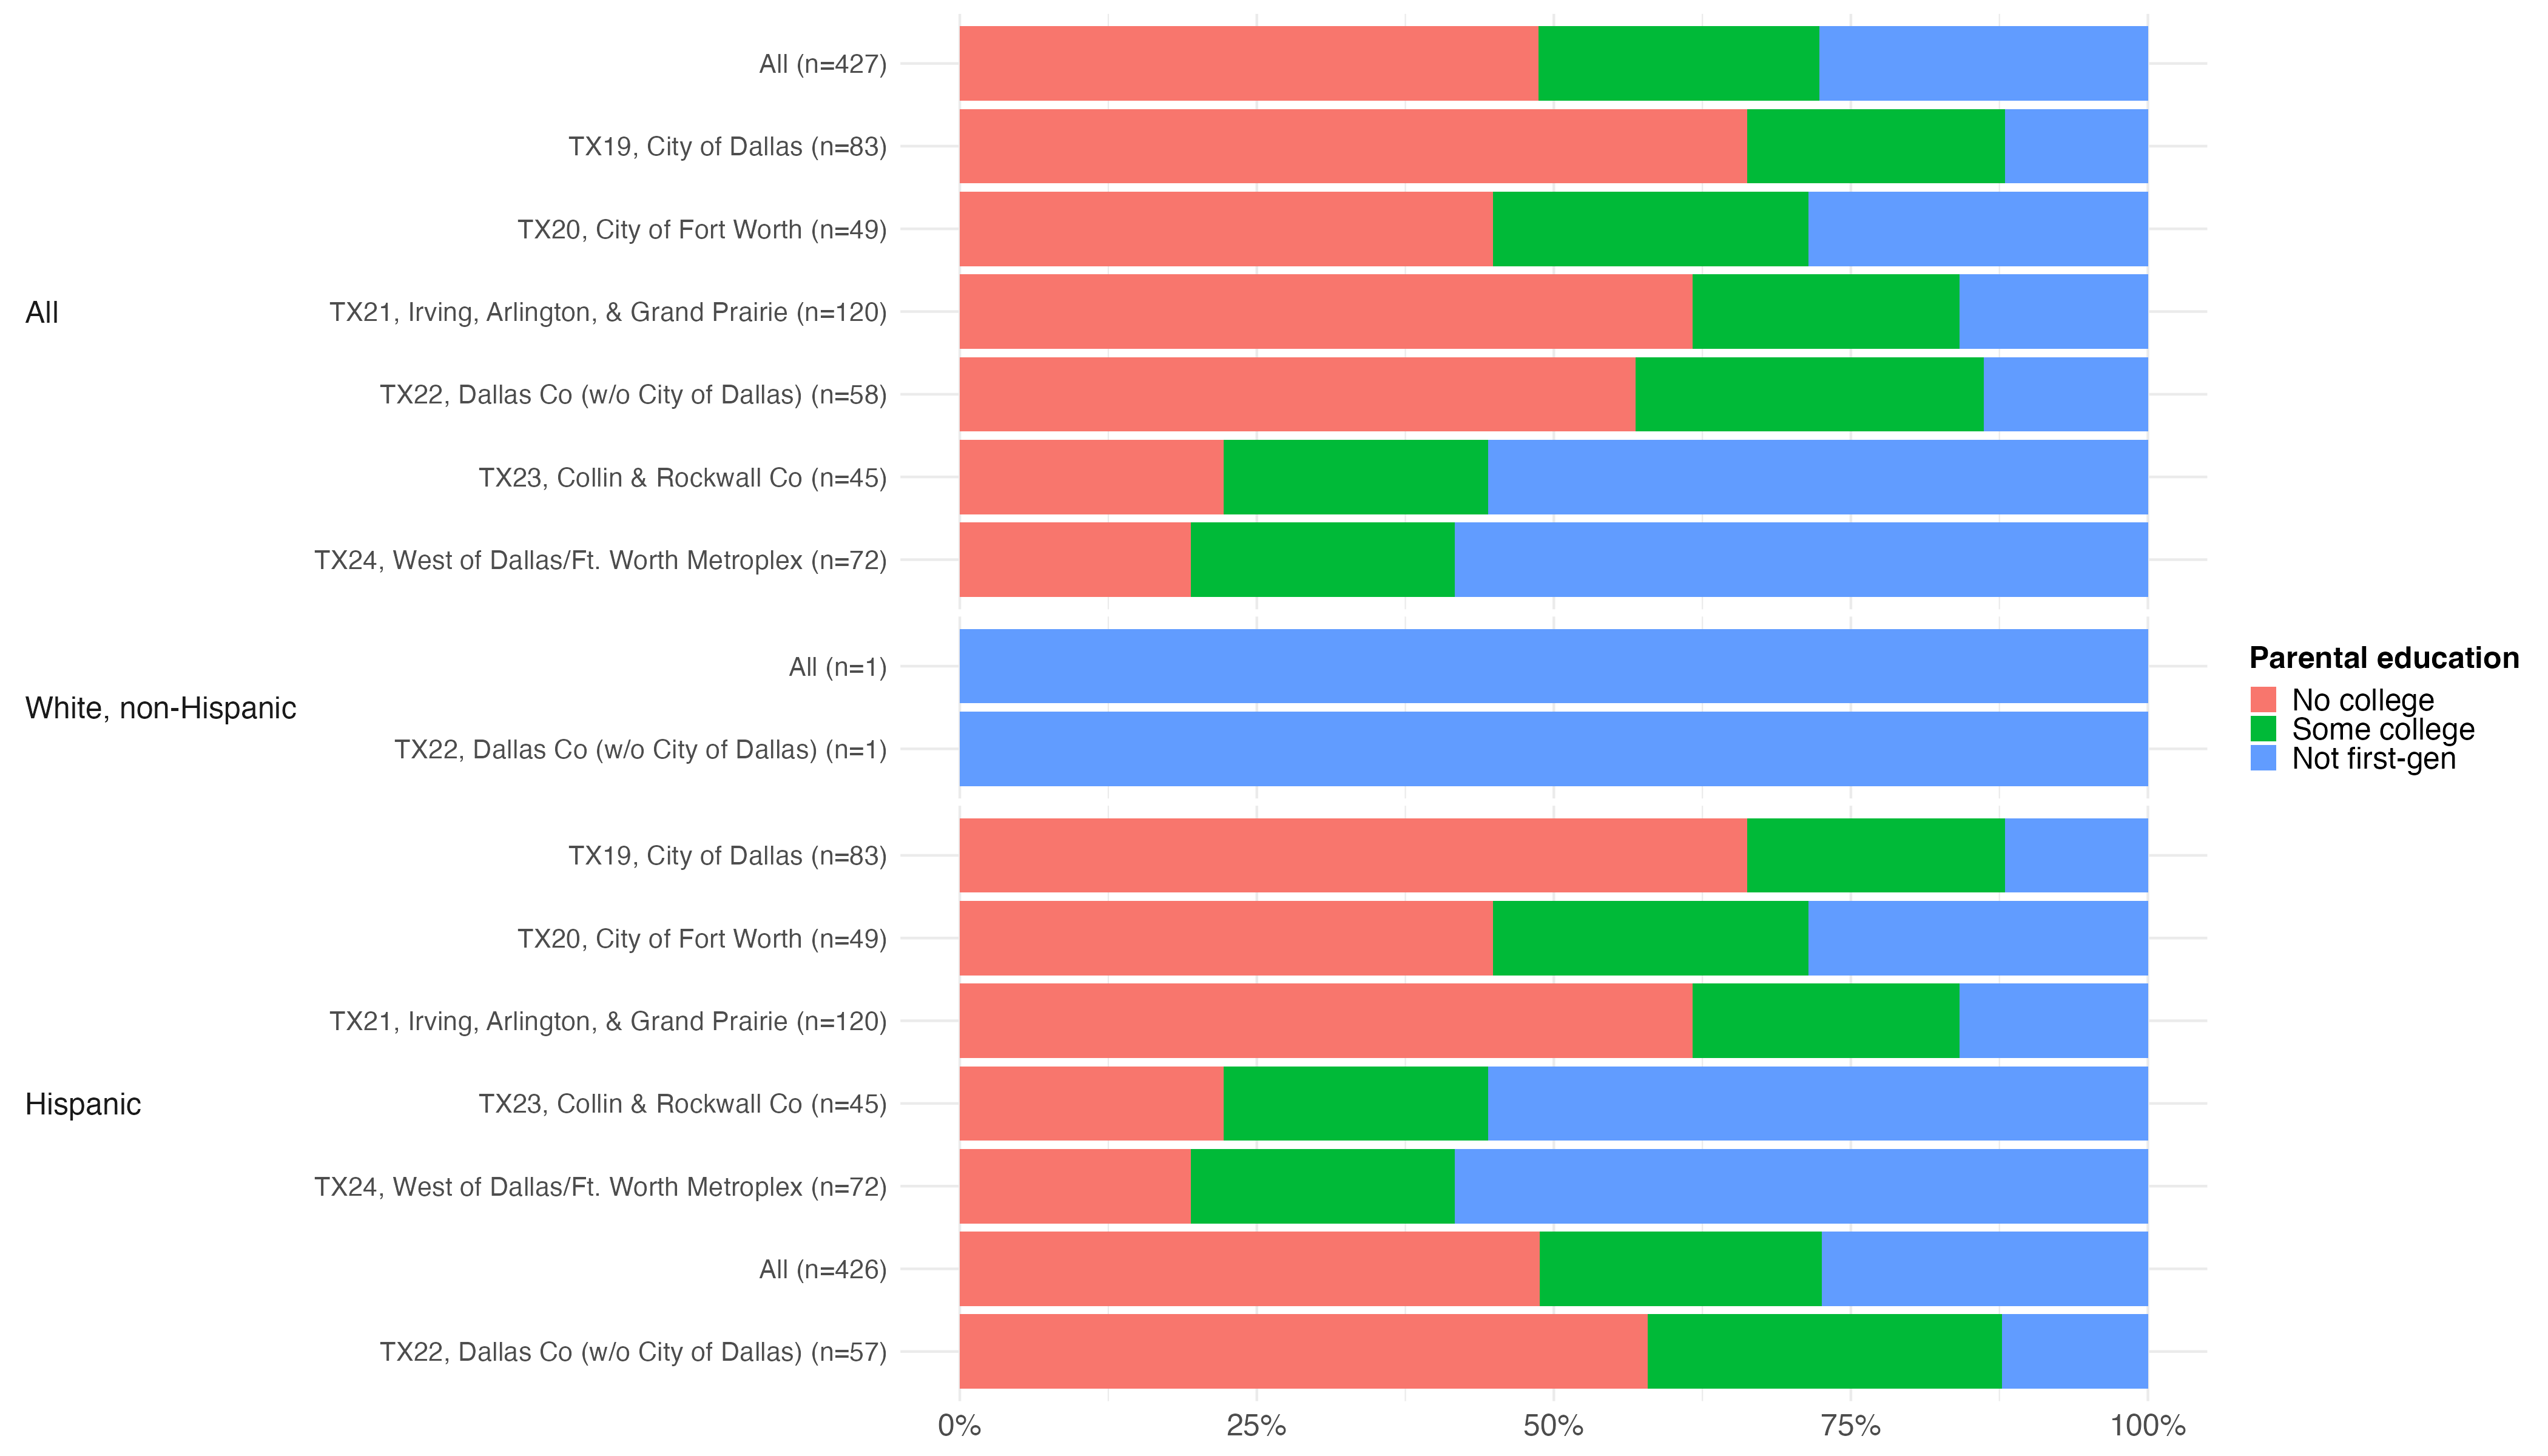 All
All (n=427)
TX19, City of Dallas (n=83)
TX20, City of Fort Worth (n=49)
TX21, Irving, Arlington, & Grand Prairie (n=120)
TX22, Dallas Co (w/o City of Dallas) (n=58)
TX23, Collin & Rockwall Co (n=45)
TX24, West of Dallas/Ft. Worth Metroplex (n=72)
White, non-Hispanic
All (n=1)
TX22, Dallas Co (w/o City of Dallas) (n=1)
Hispanic
TX19, City of Dallas (n=83)
TX20, City of Fort Worth (n=49)
TX21, Irving, Arlington, & Grand Prairie (n=120)
TX23, Collin & Rockwall Co (n=45)
TX24, West of Dallas/Ft. Worth Metroplex (n=72)
All (n=426)
TX22, Dallas Co (w/o City of Dallas) (n=57)
0% 25% 50% 75% 100%
Parental education
No college
Some college
Not first-gen